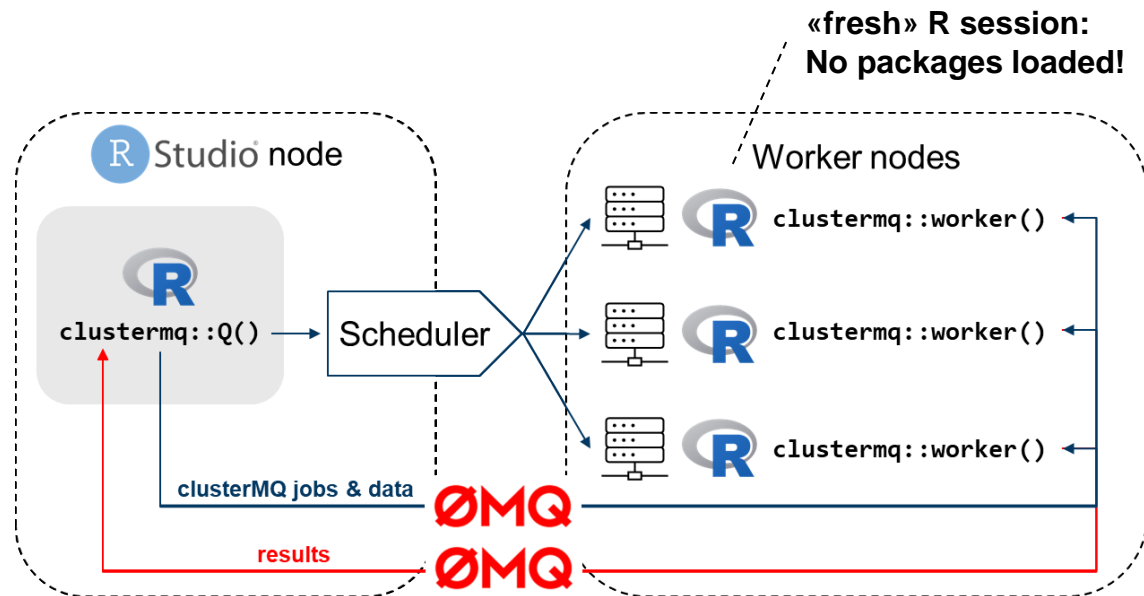 «fresh» R session:
No packages loaded!
R Studio® node
Worker nodes
R
clustermq::Q()
Scheduler
R
clustermq::worker()
R
clustermq::worker()
R
clustermq::worker()
clusterMQ jobs & data
ØMQ
results
ØMQ